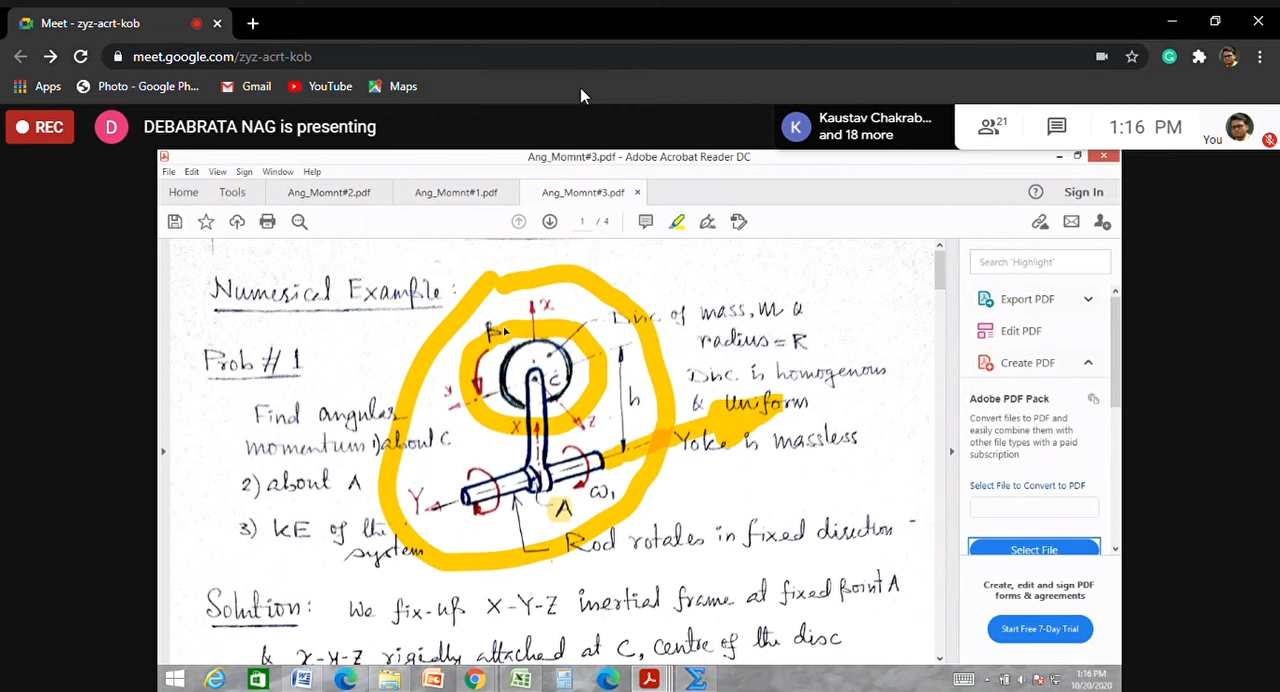 Meet - zyz-acrt-kob
meet.google.com/zyz-acrt-kob
Apps Photo - Google Ph... Gmail YouTube Maps
REC D DEBABRATA NAG is presenting
K Kaustav Chakrab...
and 18 more
21
1:16 PM
You
Ang_Momnt#3.pdf - Adobe Acrobat Reader DC
File Edit View Sign Window Help
Home Tools Ang_Momnt#2.pdf Ang_Momnt#1.pdf Ang_Momnt#3.pdf × Sign In
1 / 4
Numerical Example:
Prob # 1
Find angular
momentum 1) about C
2) about A
3) KE of the
system
x
y
C
z
h
X
Y
A
ω₁
Disc of mass, m &
radius = R
Disc is homogenous
& Uniform
Yoke is massless
Rod rotates in fixed direction -
Solution: We fix-up X-Y-Z inertial frame at fixed point A
& x-y-z rigidly attached at C, centre of the disc
Search 'Highlight'
Export PDF
Edit PDF
Create PDF
Adobe PDF Pack
Convert files to PDF and
easily combine them with
other file types with a paid
subscription
Select File to Convert to PDF
Select File
Create, edit and sign PDF
forms & agreements
Start Free 7-Day Trial
1:16 PM
10/20/2020